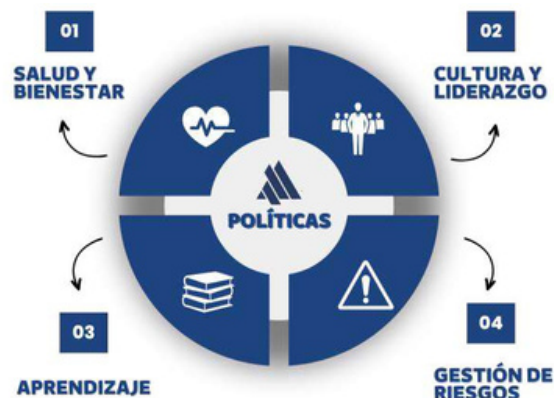 01
SALUD Y
BIENESTAR
02
CULTURA Y
LIDERAZGO
POLÍTICAS
03
APRENDIZAJE
04
GESTIÓN DE
RIESGOS